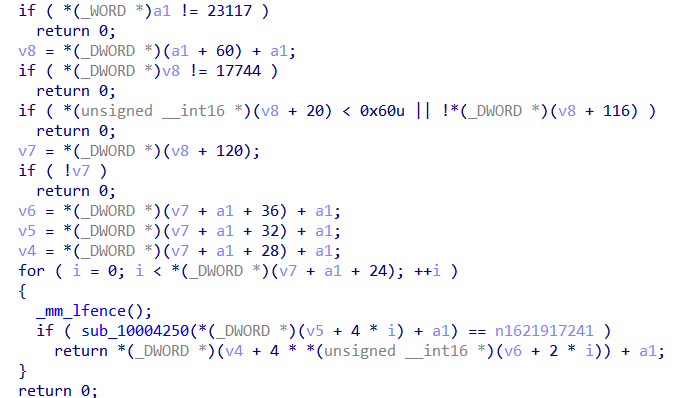 if ( *(_WORD *)a1 != 23117 )
  return 0;
v8 = *(_DWORD *)(a1 + 60) + a1;
if ( *(_DWORD *)v8 != 17744 )
  return 0;
if ( *(unsigned __int16 *)(v8 + 20) < 0x60u || !*(_DWORD *)(v8 + 116) )
  return 0;
v7 = *(_DWORD *)(v8 + 120);
if ( !v7 )
  return 0;
v6 = *(_DWORD *)(v7 + a1 + 36) + a1;
v5 = *(_DWORD *)(v7 + a1 + 32) + a1;
v4 = *(_DWORD *)(v7 + a1 + 28) + a1;
for ( i = 0; i < *(_DWORD *)(v7 + a1 + 24); ++i )
{
  _mm_lfence();
  if ( sub_10004250(*(_DWORD *)(v5 + 4 * i) + a1) == n1621917241 )
    return *(_DWORD *)(v4 + 4 * *(unsigned __int16 *)(v6 + 2 * i)) + a1;
}
return 0;